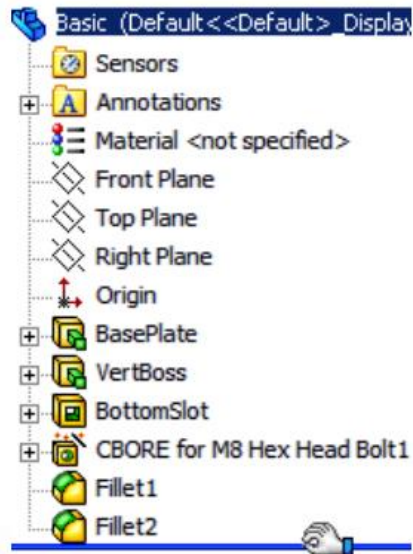 Basic (Default<<Default>_Display
Sensors
A Annotations
Material <not specified>
Front Plane
Top Plane
Right Plane
Origin
BasePlate
VertBoss
BottomSlot
CBORE for M8 Hex Head Bolt1
Fillet1
Fillet2